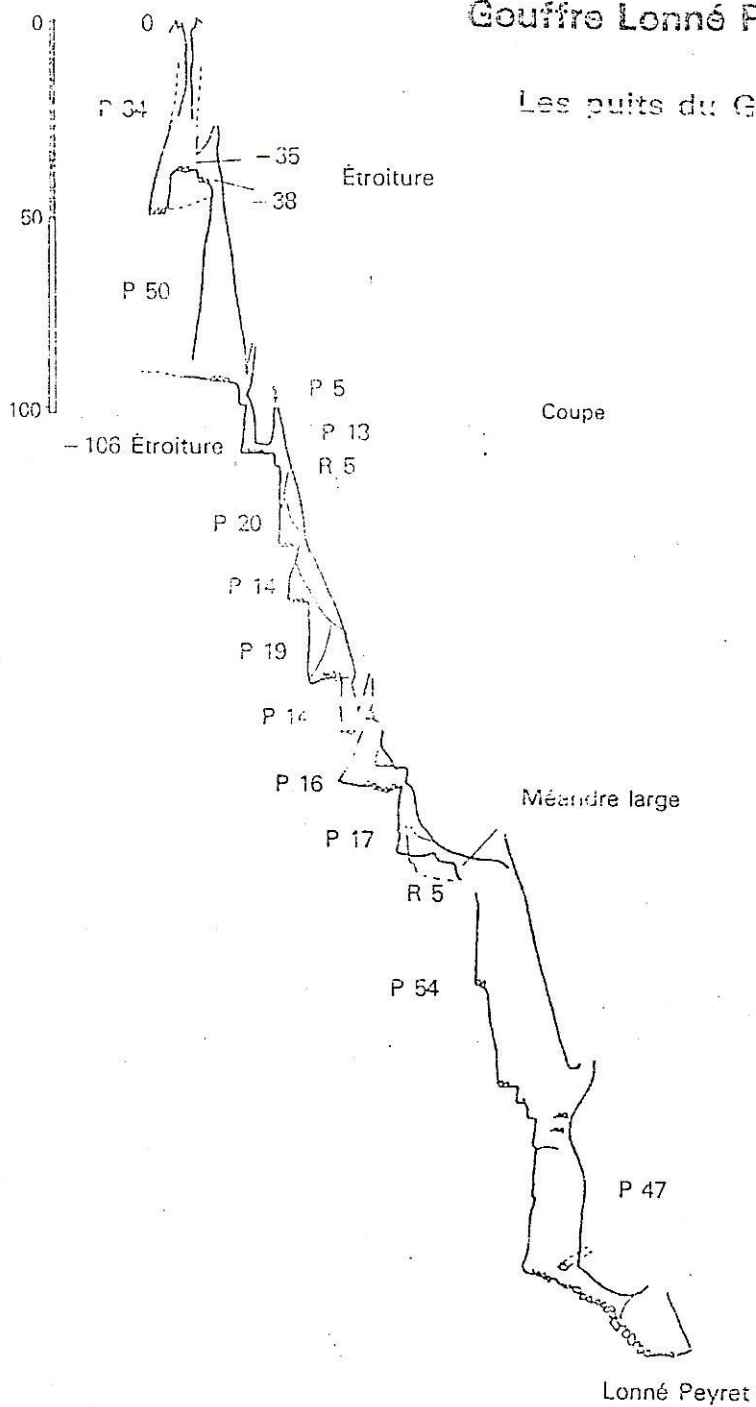 Gouffre Lonné P
Les puits du G
0
0
P 34
-35
Étroiture
-38
50
P 50
P 5
100
Coupe
P 13
-106 Étroiture
R 5
P 20
P 14
P 19
P 14
P 16
Méandre large
P 17
R 5
P 54
P 47
Lonné Peyret